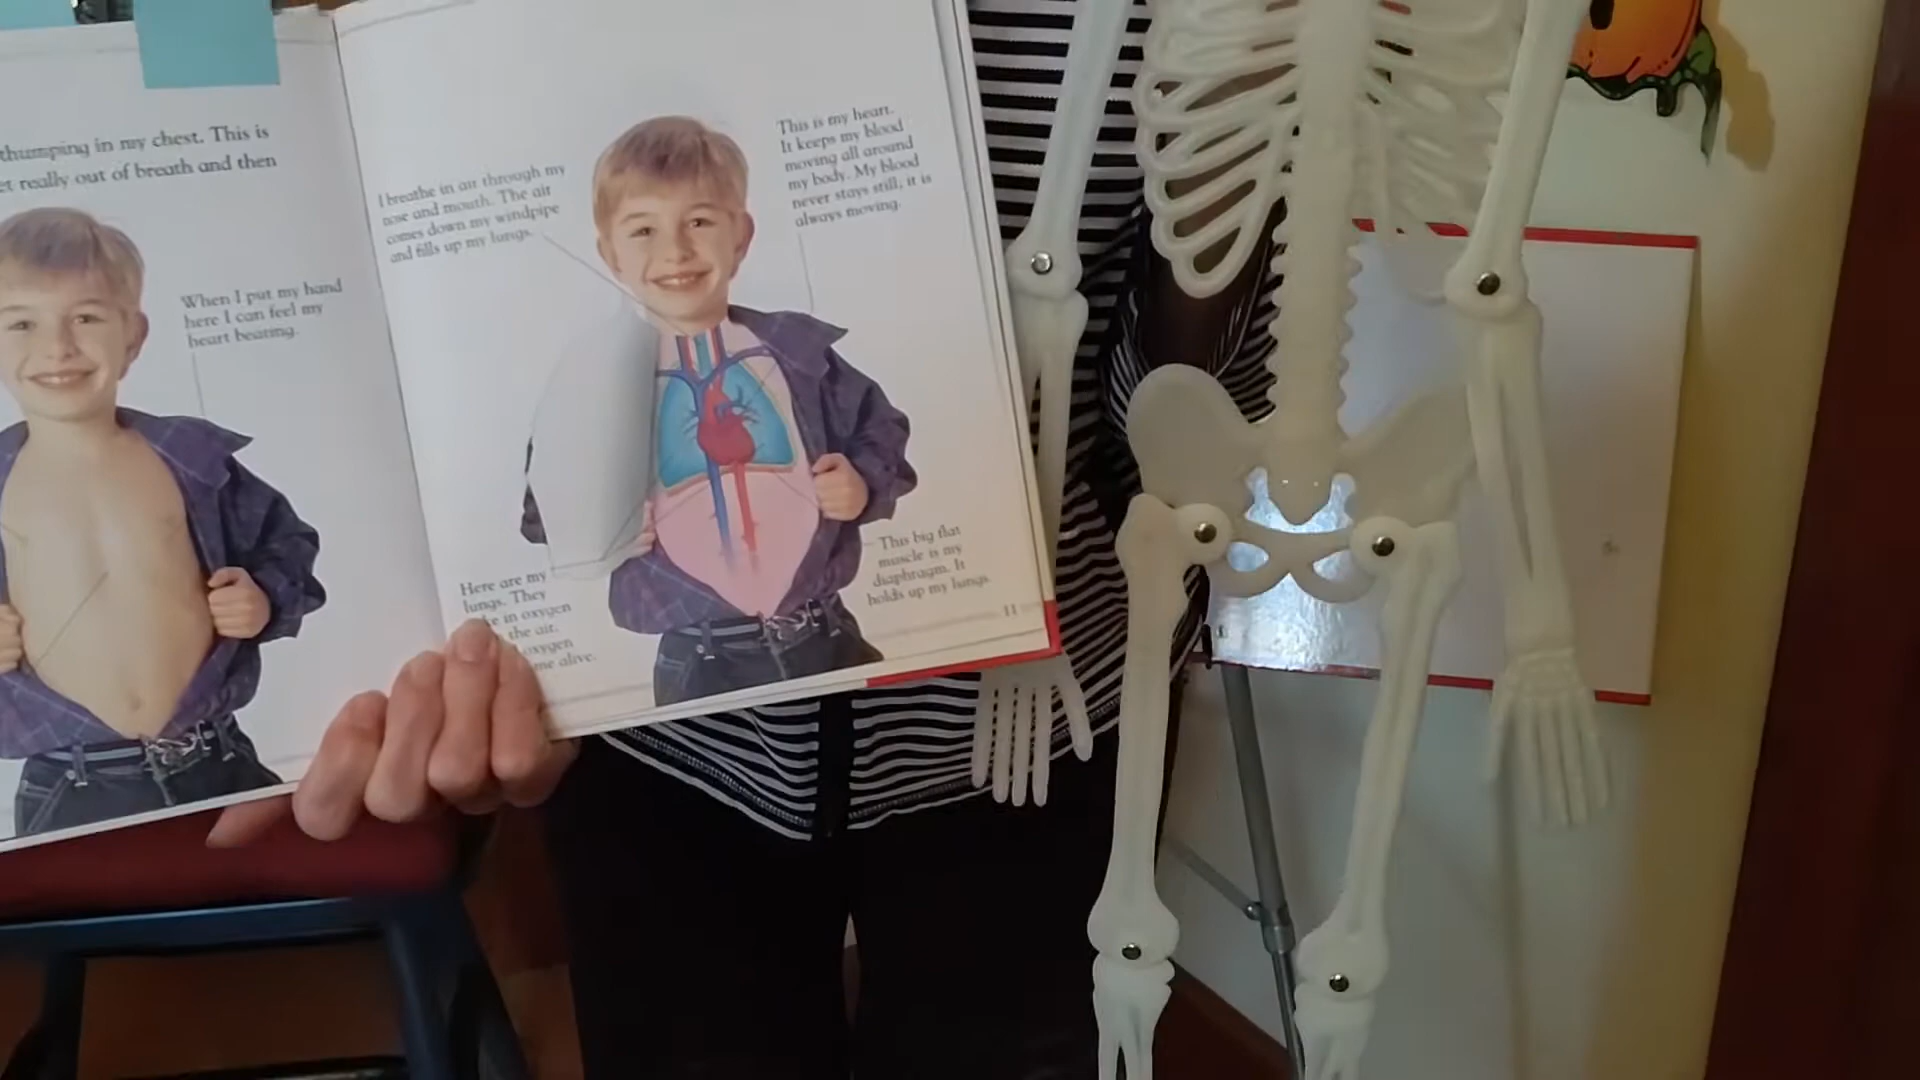 thumping in my chest. This is
et really out of breath and then
When I put my hand
here I can feel my
heart beating.
I breathe in air through my
nose and mouth. The air
comes down my windpipe
and fills up my lungs.
This is my heart.
It keeps my blood
moving all around
my body. My blood
never stays still, it is
always moving.
Here are my
lungs. They
ke in oxygen
the air.
oxygen
me alive.
This big flat
muscle is my
diaphragm. It
holds up my lungs.
11